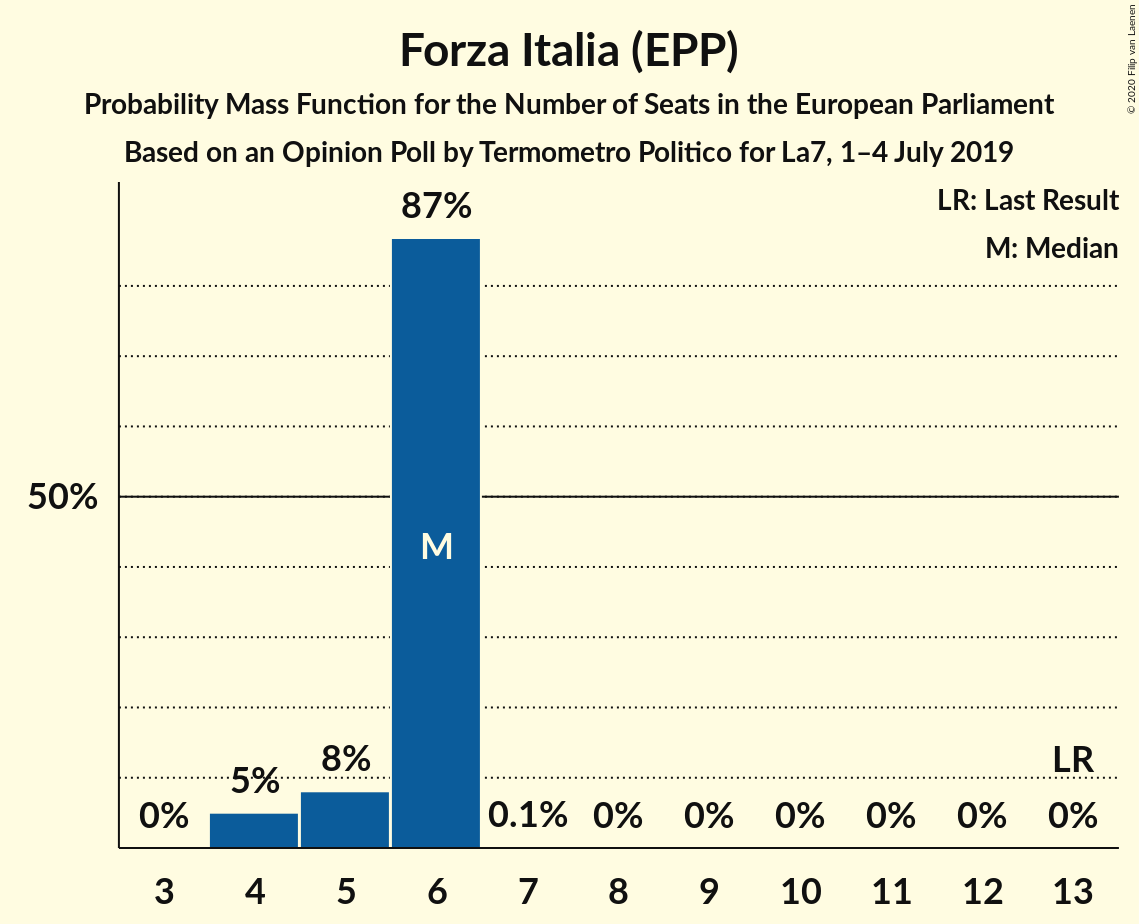 Forza Italia (EPP)
Probability Mass Function for the Number of Seats in the European Parliament
Based on an Opinion Poll by Termometro Politico for La7, 1–4 July 2019
© 2020 Filip van Laenen
LR: Last Result
M: Median
87%
50%
M
0%
5%
8%
0.1%
0%
0%
0%
0%
0%
LR
0%
3 4 5 6 7 8 9 10 11 12 13